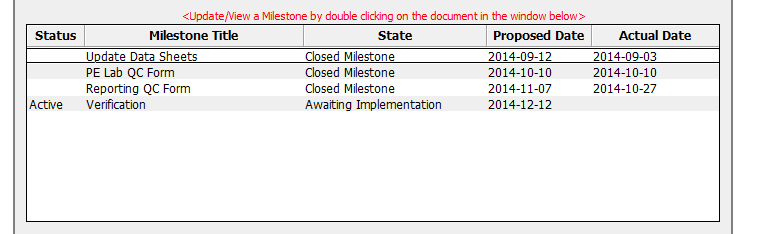 <Update/View a Milestone by double clicking on the document in the window below>
Status Milestone Title State Proposed Date Actual Date
Update Data Sheets Closed Milestone 2014-09-12 2014-09-03
PE Lab QC Form Closed Milestone 2014-10-10 2014-10-10
Reporting QC Form Closed Milestone 2014-11-07 2014-10-27
Active Verification Awaiting Implementation 2014-12-12